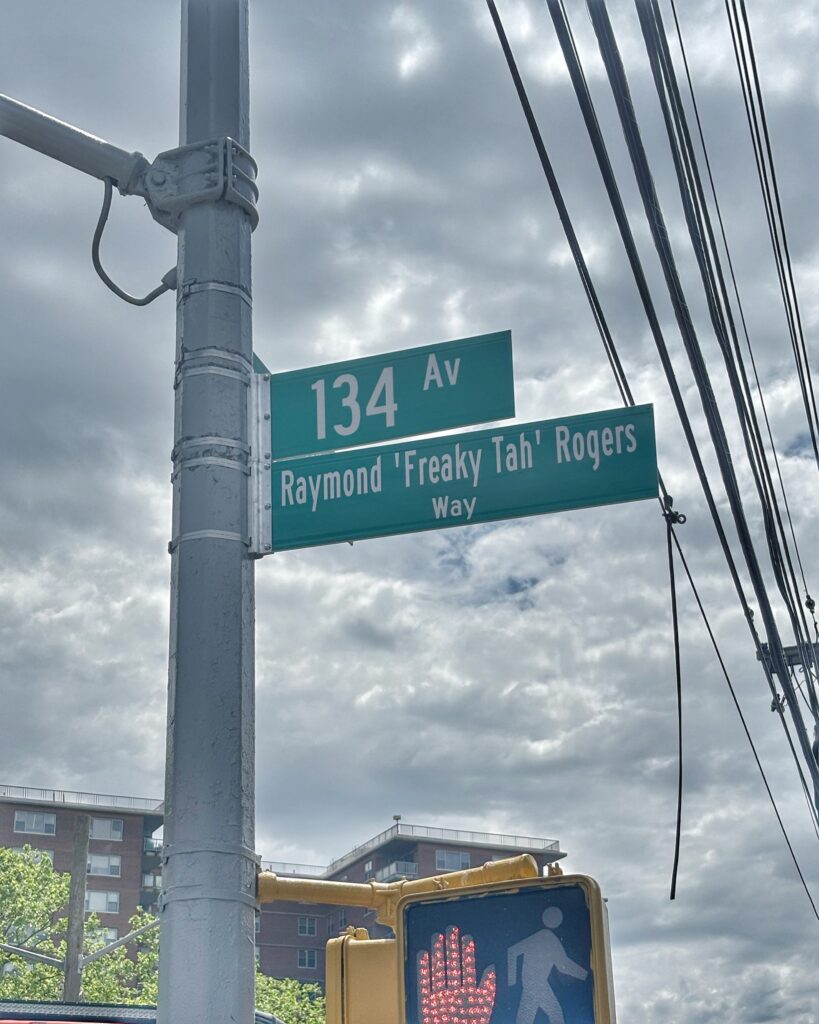 134 Av
Raymond 'Freaky Tah' Rogers
Way